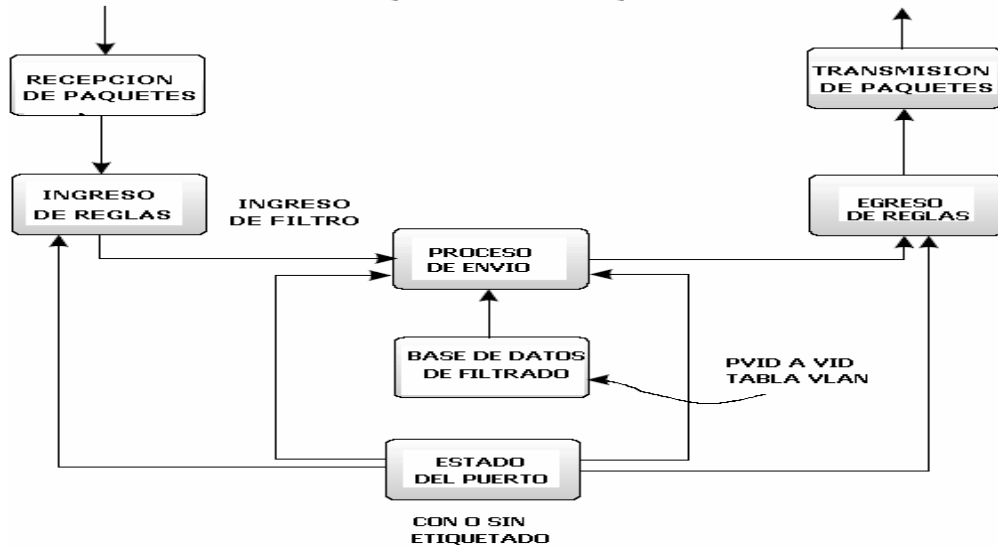 RECEPCION
DE PAQUETES
TRANSMISION
DE PAQUETES
INGRESO
DE REGLAS
INGRESO
DE FILTRO
EGRESO
DE REGLAS
PROCESO
DE ENVIO
BASE DE DATOS
DE FILTRADO
PVID A VID
TABLA VLAN
ESTADO
DEL PUERTO
CON O SIN
ETIQUETADO